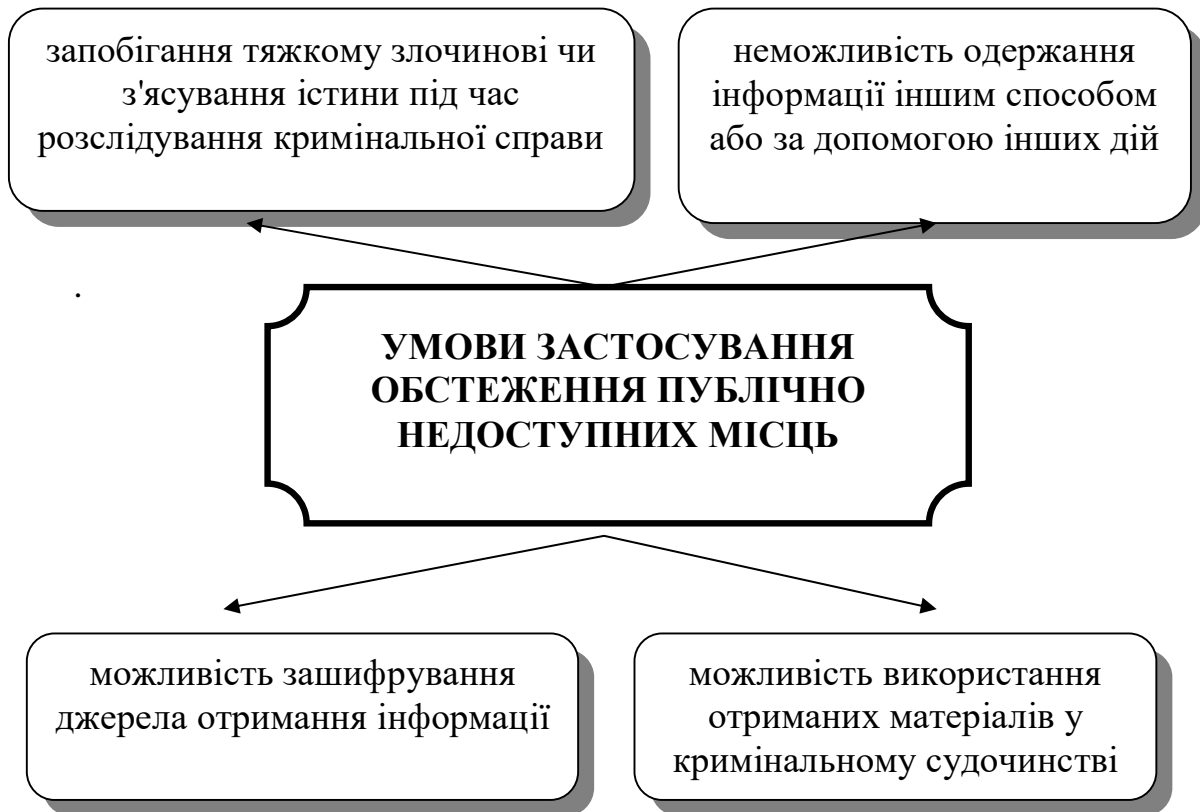 запобігання тяжкому злочинові чи
з'ясування істини під час
розслідування кримінальної справи
неможливість одержання
інформації іншим способом
або за допомогою інших дій
.
УМОВИ ЗАСТОСУВАННЯ
ОБСТЕЖЕННЯ ПУБЛІЧНО
НЕДОСТУПНИХ МІСЦЬ
можливість зашифрування
джерела отримання інформації
можливість використання
отриманих матеріалів у
кримінальному судочинстві